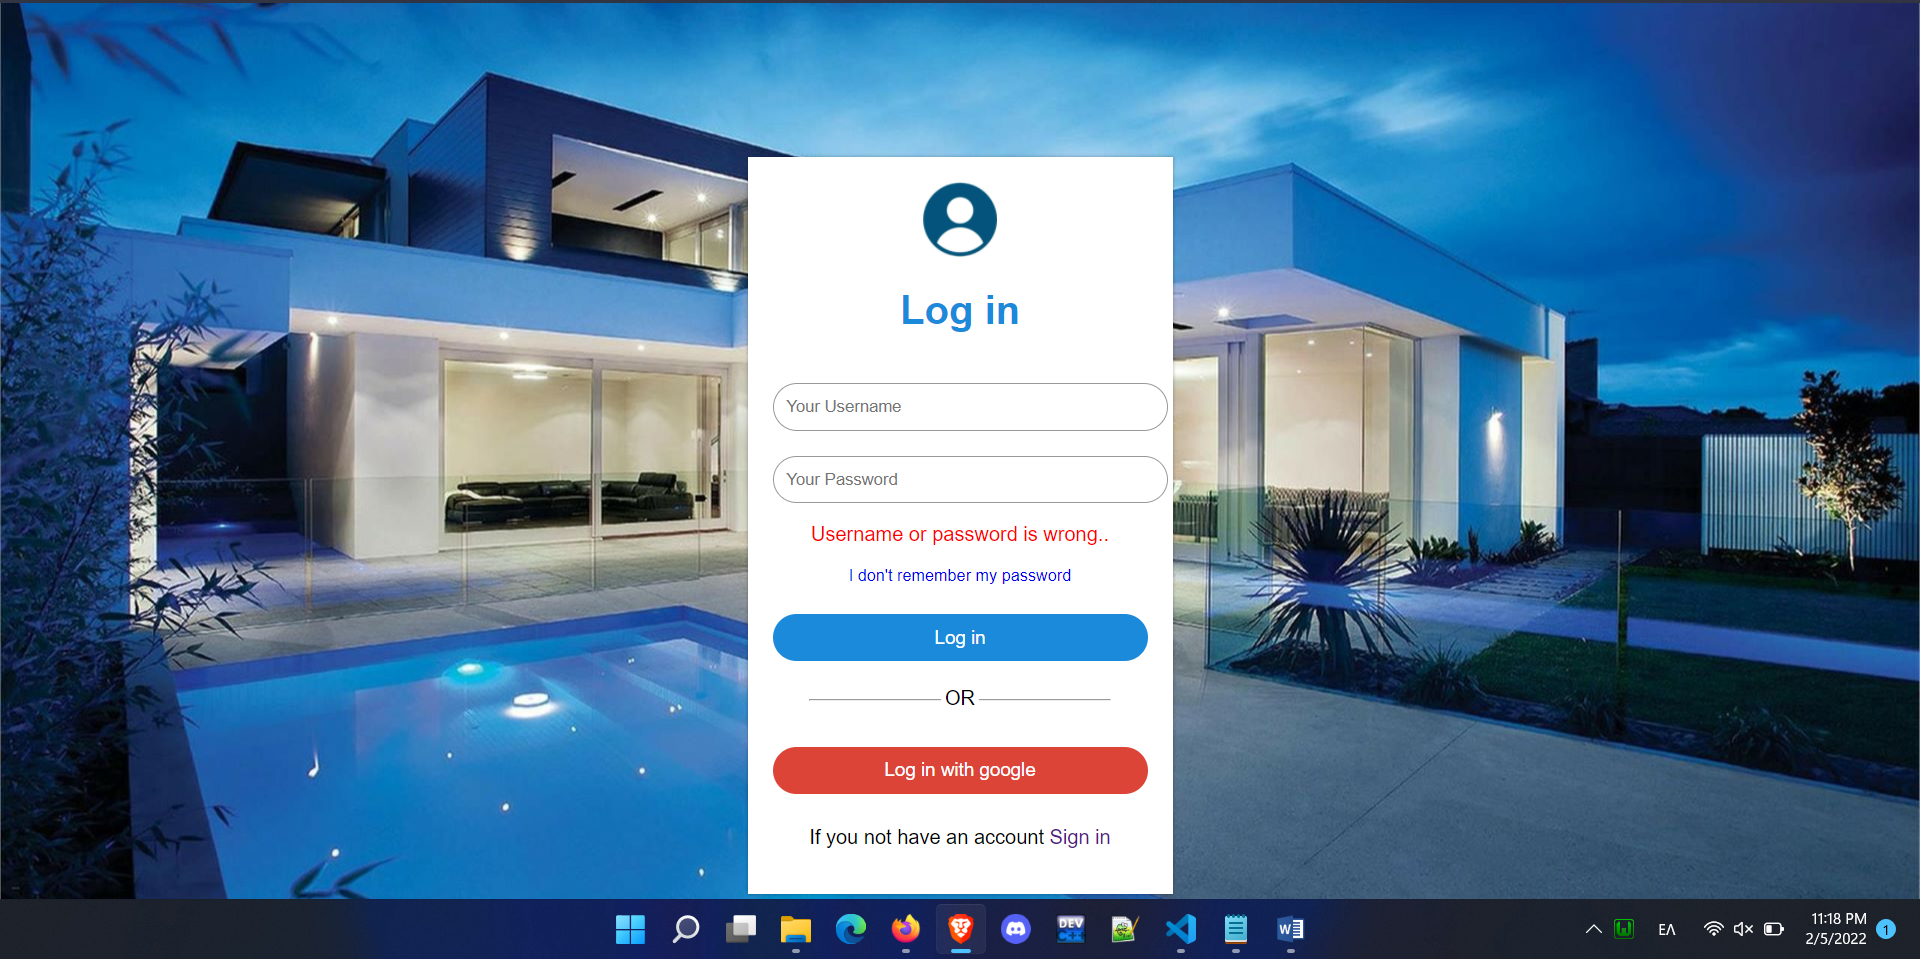 Log in
Your Username
Your Password
Username or password is wrong..
I don't remember my password
Log in
OR
Log in with google
If you not have an account Sign in
DEV
C++
W
ΕΛ
11:18 PM
2/5/2022
1